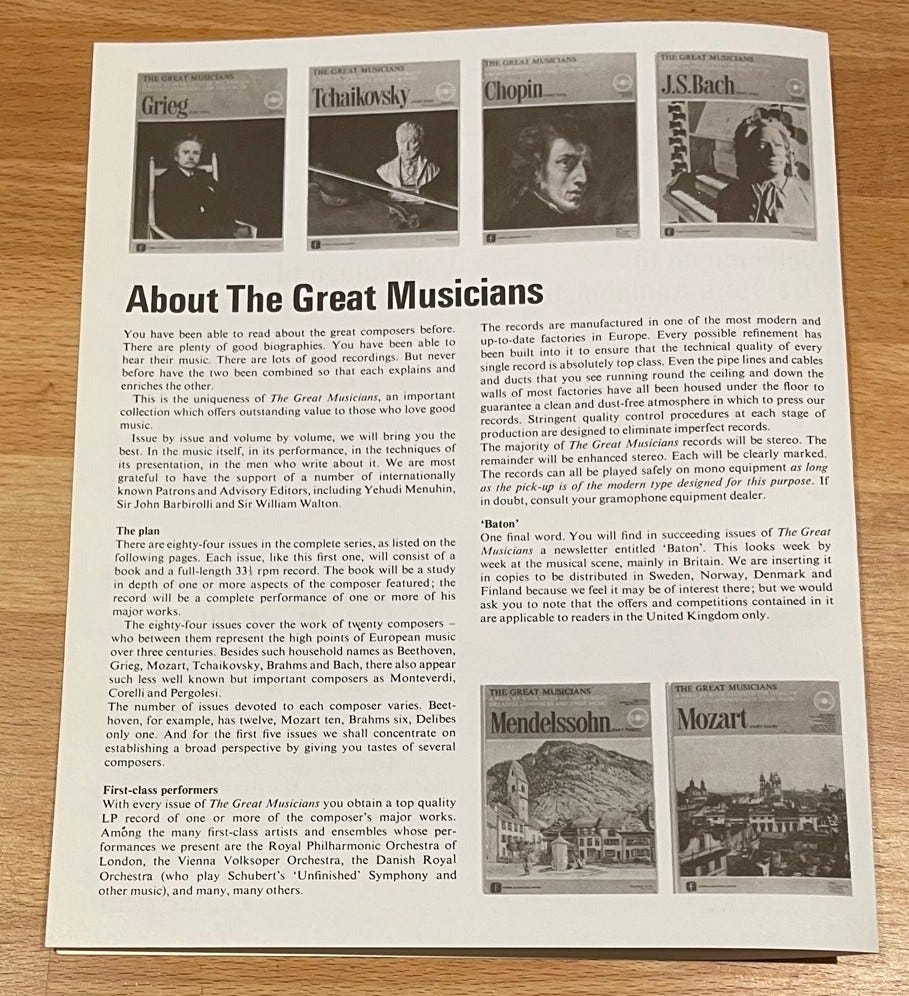 THE GREAT MUSICIANS
Grieg
THE GREAT MUSICIANS
Tchaikovsky
THE GREAT MUSICIANS
Chopin
THE GREAT MUSICIANS
J.S.Bach
About The Great Musicians
You have been able to read about the great composers before.
There are plenty of good biographies. You have been able to
hear their music. There are lots of good recordings. But never
before have the two been combined so that each explains and
enriches the other.
This is the uniqueness of The Great Musicians, an important
collection which offers outstanding value to those who love good
music.
Issue by issue and volume by volume, we will bring you the
best. In the music itself, in its performance, in the techniques of
its presentation, in the men who write about it. We are most
grateful to have the support of a number of internationally
known Patrons and Advisory Editors, including Yehudi Menuhin,
Sir John Barbirolli and Sir William Walton.
The plan
There are eighty-four issues in the complete series, as listed on the
following pages. Each issue, like this first one, will consist of a
book and a full-length 33⅓ rpm record. The book will be a study
in depth of one or more aspects of the composer featured; the
record will be a complete performance of one or more of his
major works.
The eighty-four issues cover the work of twenty composers –
who between them represent the high points of European music
over three centuries. Besides such household names as Beethoven,
Grieg, Mozart, Tchaikovsky, Brahms and Bach, there also appear
such less well known but important composers as Monteverdi,
Corelli and Pergolesi.
The number of issues devoted to each composer varies. Beet-
hoven, for example, has twelve, Mozart ten, Brahms six, Delibes
only one. And for the first five issues we shall concentrate on
establishing a broad perspective by giving you tastes of several
composers.
First-class performers
With every issue of The Great Musicians you obtain a top quality
LP record of one or more of the composer's major works.
Among the many first-class artists and ensembles whose per-
formances we present are the Royal Philharmonic Orchestra of
London, the Vienna Volksoper Orchestra, the Danish Royal
Orchestra (who play Schubert's 'Unfinished' Symphony and
other music), and many, many others.
The records are manufactured in one of the most modern and
up-to-date factories in Europe. Every possible refinement has
been built into it to ensure that the technical quality of every
single record is absolutely top class. Even the pipe lines and cables
and ducts that you see running round the ceiling and down the
walls of most factories have all been housed under the floor to
guarantee a clean and dust-free atmosphere in which to press our
records. Stringent quality control procedures at each stage of
production are designed to eliminate imperfect records.
The majority of The Great Musicians records will be stereo. The
remainder will be enhanced stereo. Each will be clearly marked.
The records can all be played safely on mono equipment as long
as the pick-up is of the modern type designed for this purpose. If
in doubt, consult your gramophone equipment dealer.
'Baton'
One final word. You will find in succeeding issues of The Great
Musicians a newsletter entitled 'Baton'. This looks week by
week at the musical scene, mainly in Britain. We are inserting it
in copies to be distributed in Sweden, Norway, Denmark and
Finland because we feel it may be of interest there; but we would
ask you to note that the offers and competitions contained in it
are applicable to readers in the United Kingdom only.
THE GREAT MUSICIANS
Mendelssohn
THE GREAT MUSICIANS
Mozart